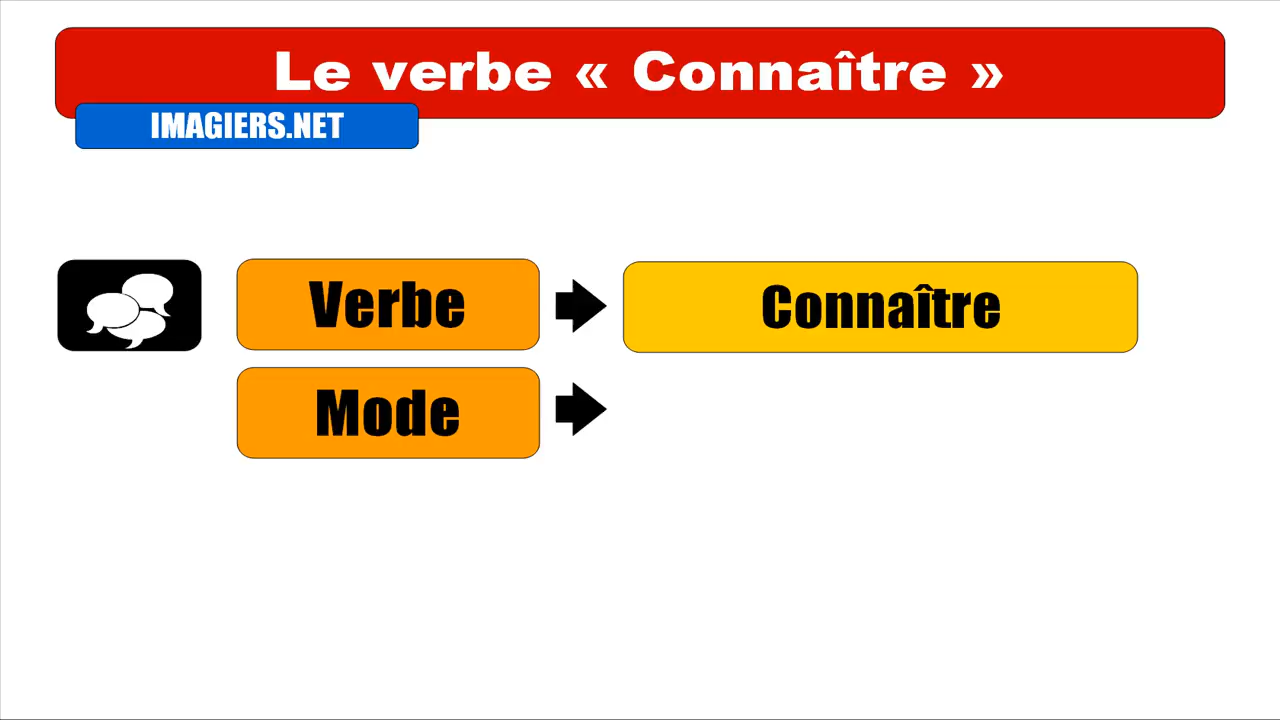 Le verbe « Connaître »
IMAGIERS.NET
Verbe
Connaître
Mode